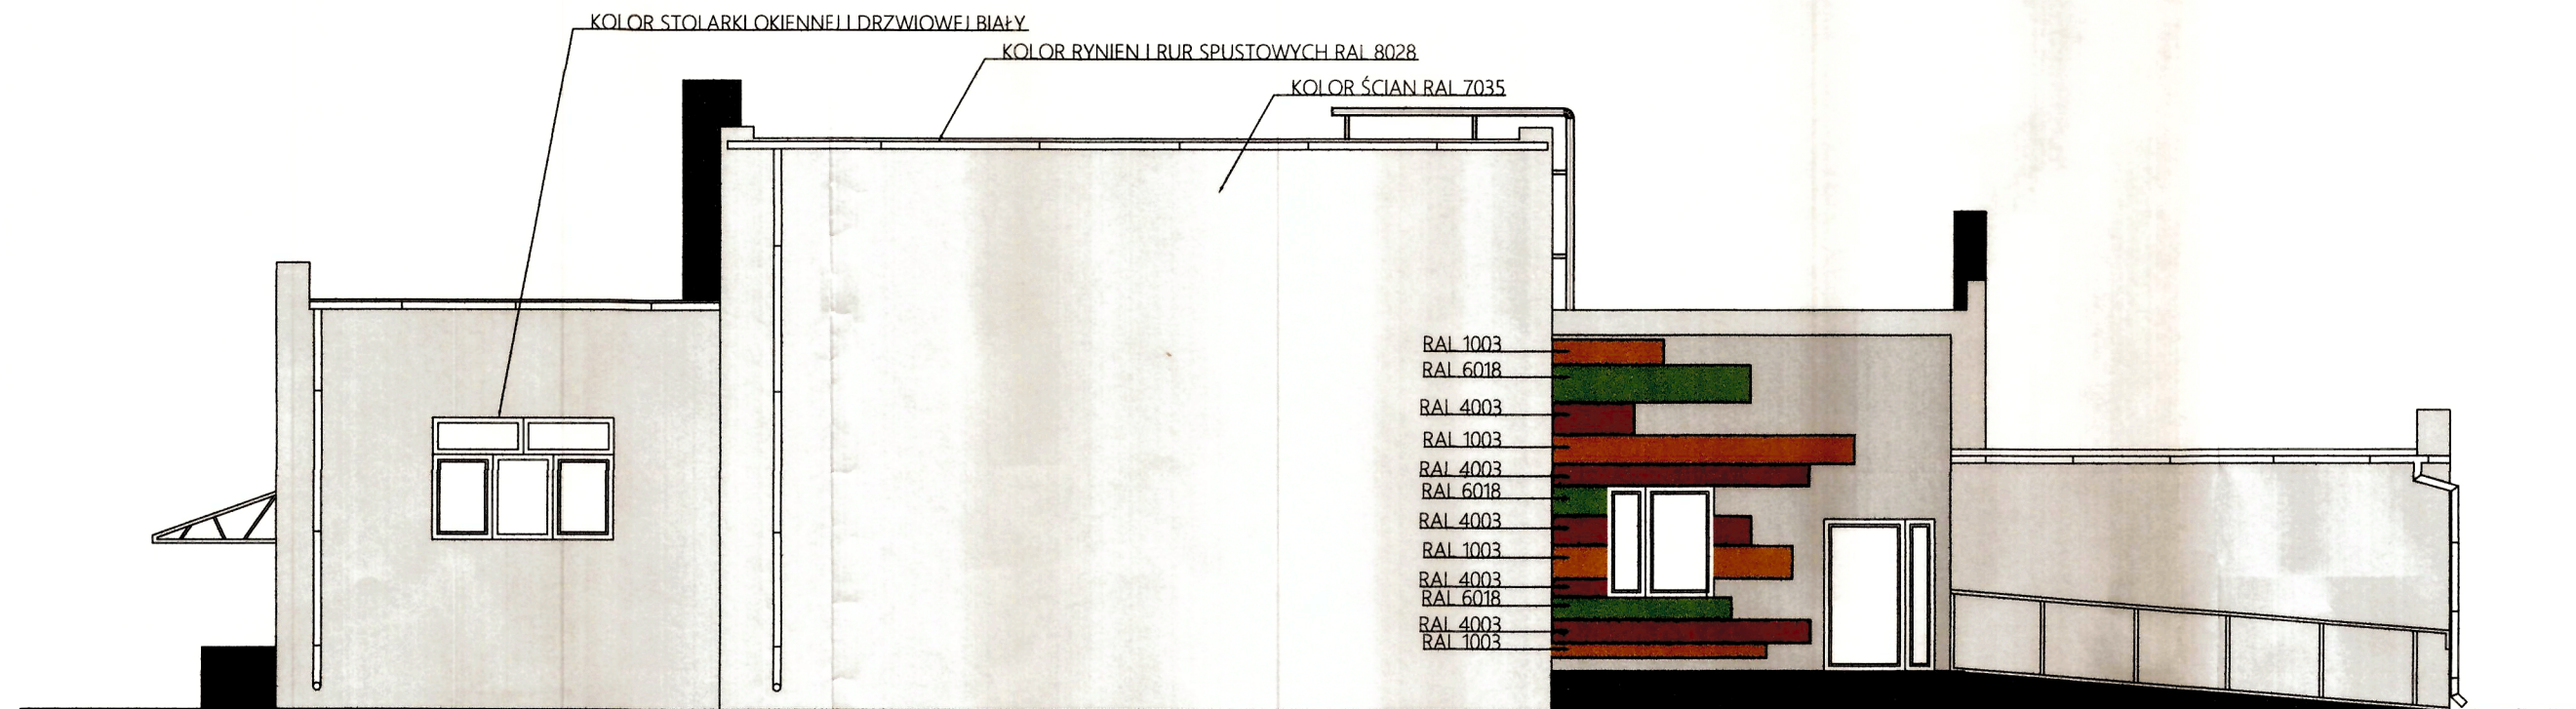 KOLOR STOLARKI OKIENNEJ I DRZWIOWEJ BIAŁY
KOLOR RYNIEN I RUR SPUSTOWYCH RAL 8028
KOLOR ŚCIAN RAL 7035
RAL 1003
RAL 6018
RAL 4003
RAL 1003
RAL 4003
RAL 6018
RAL 4003
RAL 1003
RAL 4003
RAL 6018
RAL 4003
RAL 1003